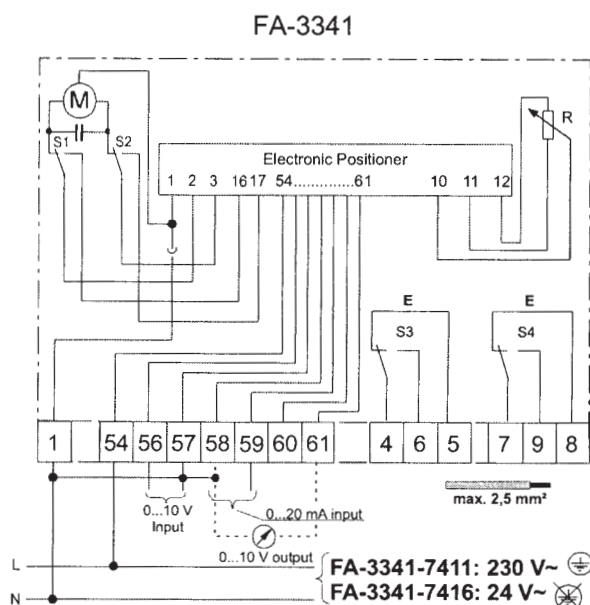 FA-3341
M
S1
S2
R
Electronic Positioner
1 2 3 16 17 54..............61 10 11 12
E
S3
E
S4
1 54 56 57 58 59 60 61 4 6 5 7 9 8
max. 2,5 mm²
0...10 V
Input
0...20 mA input
0...10 V output
L
FA-3341-7411: 230 V~
N
FA-3341-7416: 24 V~